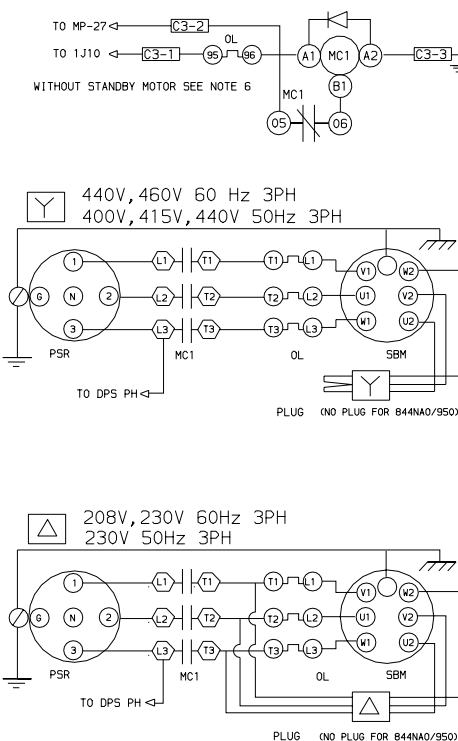 TO MP-27 C3-2
OL
TO 1J10 C3-1 95 96 A1 MC1 A2 C3-3
WITHOUT STANDBY MOTOR SEE NOTE 6
B1
MC1
05 06
440V,460V 60 Hz 3PH
400V,415V,440V 50Hz 3PH
1 L1 T1 T1 L1 V1 W2
G N 2 L2 T2 T2 L2 U1 V2
3 L3 T3 T3 L3 W1 U2
PSR MC1 OL SBM
TO DPS PH
PLUG (NO PLUG FOR 844NAO/950)
208V,230V 60Hz 3PH
230V 50Hz 3PH
1 L1 T1 T1 L1 V1 W2
G N 2 L2 T2 T2 L2 U1 V2
3 L3 T3 T3 L3 W1 U2
PSR MC1 OL SBM
TO DPS PH
PLUG (NO PLUG FOR 844NAO/950)